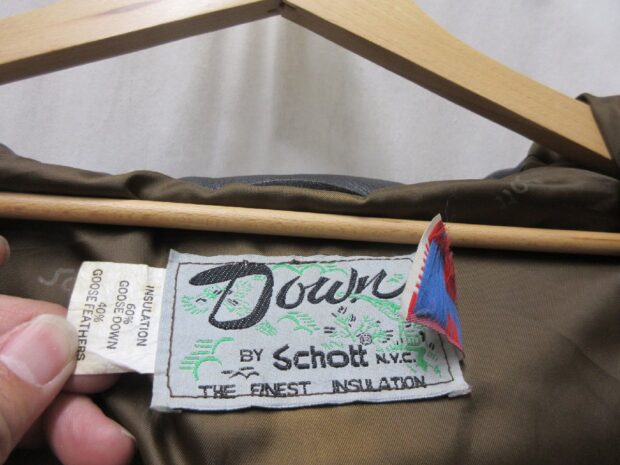 INSULATION
60%
GOOSE DOWN
40%
GOOSE FEATHERS
Down
BY Schott N.Y.C.
THE FINEST INSULATION